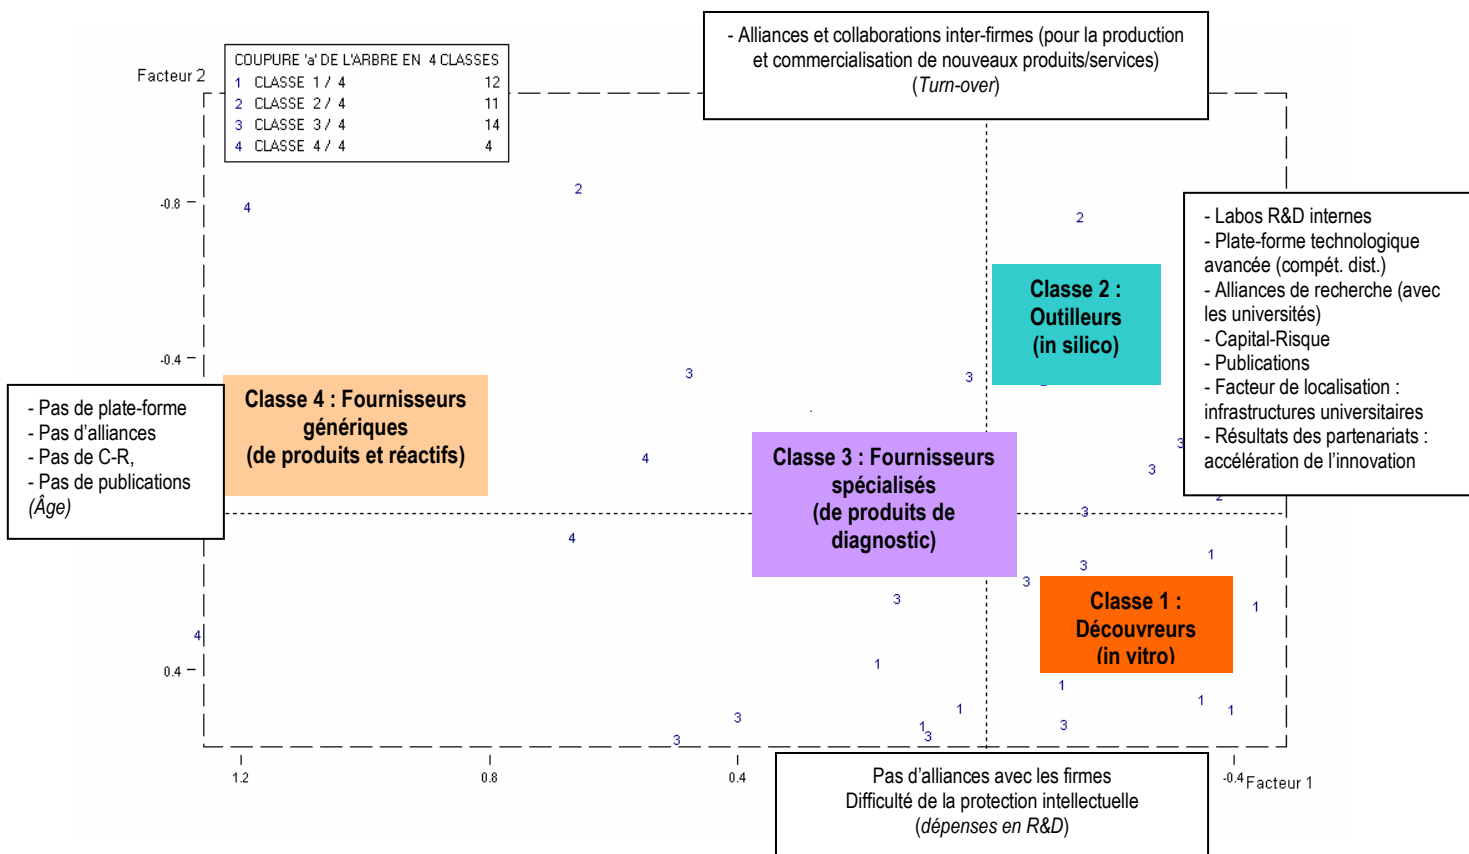 - Alliances et collaborations inter-firmes (pour la production
et commercialisation de nouveaux produits/services)
(Turn-over)
Facteur 2
COUPURE 'a' DE L'ARBRE EN 4 CLASSES
1 CLASSE 1 / 4 12
2 CLASSE 2 / 4 11
3 CLASSE 3 / 4 14
4 CLASSE 4 / 4 4
2
-0.8
4
2
- Labos R&D internes
- Plate-forme technologique
avancée (compét. dist.)
- Alliances de recherche (avec
les universités)
- Capital-Risque
- Publications
- Facteur de localisation :
infrastructures universitaires
- Résultats des partenariats :
accélération de l'innovation
Classe 2 :
Outilleurs
(in silico)
-0.4
3
3
- Pas de plate-forme
- Pas d'alliances
- Pas de C-R,
- Pas de publications
(Âge)
Classe 4 : Fournisseurs
génériques
(de produits et réactifs)
4
Classe 3 : Fournisseurs
spécialisés
(de produits de
diagnostic)
3
3
2
3
4
1
3
3
3
Classe 1 :
Découvreurs
(in vitro)
1
4
0.4
1
1
1
1
1
3
1
3
3
3
1.2
0.8
0.4
-0.4
Facteur 1
Pas d'alliances avec les firmes
Difficulté de la protection intellectuelle
(dépenses en R&D)